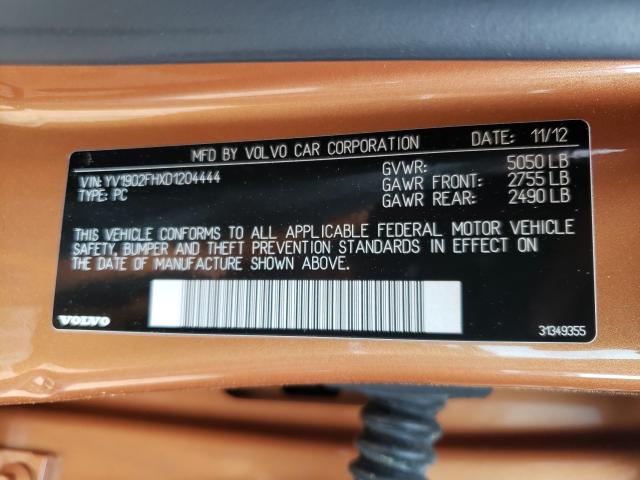 MFD BY VOLVO CAR CORPORATION DATE: 11/12
VIN: YV1902FHXD1204444 GVWR: 5050 LB
TYPE: PC GAWR FRONT: 2755 LB
GAWR REAR: 2490 LB
THIS VEHICLE CONFORMS TO ALL APPLICABLE FEDERAL MOTOR VEHICLE
SAFETY, BUMPER AND THEFT PREVENTION STANDARDS IN EFFECT ON
THE DATE OF MANUFACTURE SHOWN ABOVE.
VOLVO 31349355